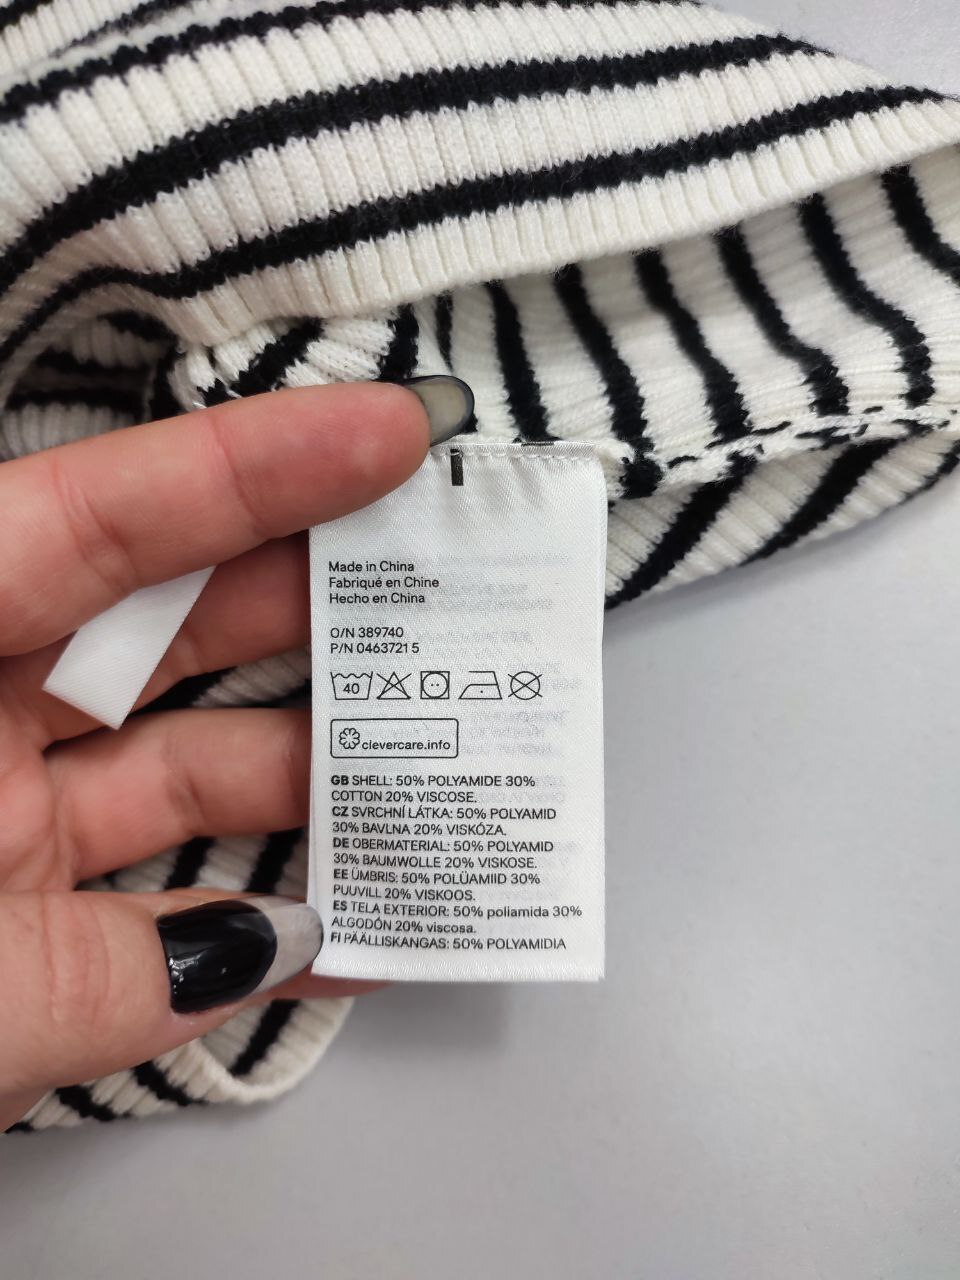 Made in China
Fabriqué en Chine
Hecho en China
O/N 389740
P/N 0463721 5
40
clevercare.info
GB SHELL: 50% POLYAMIDE 30%
COTTON 20% VISCOSE.
CZ SVRCHNÍ LÁTKA: 50% POLYAMID
30% BAVLNA 20% VISKÓZA.
DE OBERMATERIAL: 50% POLYAMID
30% BAUMWOLLE 20% VISKOSE.
EE ÜMBRIS: 50% POLÜAMIID 30%
PUUVILL 20% VISKOOS.
ES TELA EXTERIOR: 50% poliamida 30%
ALGODÓN 20% viscosa.
FI PÄÄLLISKANGAS: 50% POLYAMIDIA